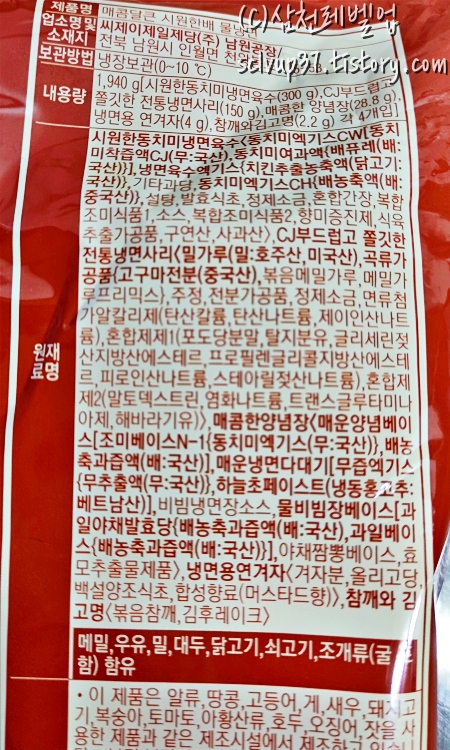 (C)삼천레벨업
sclvup37.tistory.com
제품명 매콤달큰 시원한배 물냉
업소명및 소재지 씨제이제일제당(주) 남원공장/
전북 남원시 인월면 천왕
보관방법 냉장보관(0~10 ℃)
내용량 1,940 g[시원한동치미냉면육수(300 g), CJ부드럽고
쫄깃한 전통냉면사리(150 g), 매콤한 양념장(28.8 g),
냉면용 연겨자(4 g), 참깨와김고명(2.2 g) 각 4개입]
원재료명
시원한동치미냉면육수<동치미엑기스CW[동치
미착즙액CJ(무:국산), 동치미여과액{배퓨레(배:
국산)}], 냉면육수엑기스{치킨추출농축액(닭고기:
국산)}, 기타과당, 동치미엑기스CH{배농축액(배:
중국산)}, 설탕, 발효식초, 정제소금, 혼합간장, 복합
조미식품1, 소스, 복합조미식품2, 향미증진제, 식육
추출가공품, 구연산, 사과산>, CJ부드럽고 쫄깃한
전통냉면사리<밀가루(밀:호주산, 미국산), 곡류가
공품{고구마전분(중국산), 볶음메밀가루, 메밀가
루프리믹스}, 주정, 전분가공품, 정제소금, 면류첨
가알칼리제(탄산칼륨, 탄산나트륨, 제이인산나트
륨), 혼합제제1(포도당분말, 탈지분유, 글리세린젖
산지방산에스테르, 프로필렌글리콜지방산에스테
르, 피로인산나트륨, 스테아릴젖산나트륨), 혼합제
제2(말토덱스트린, 염화나트륨, 트랜스글루타미나
아제, 해바라기유)>, 매콤한양념장<매운양념베이
스[조미베이스N-1{동치미엑기스(무:국산)}, 배농
축과즙액(배:국산)], 매운냉면다대기[무즙엑기스
{무추출액(무:국산)}, 하늘초페이스트(냉동홍고추:
베트남산)], 비빔냉면장소스, 물비빔장베이스[과
일야채발효당{배농축과즙액(배:국산)}, 과일베이
스{배농축과즙액(배:국산)}], 야채짬뽕베이스, 효
모추출물제품>, 냉면용연겨자<겨자분, 올리고당,
백설양조식초, 합성향료(머스타드향)>, 참깨와 김
고명<볶음참깨, 김후레이크>
메밀, 우유, 밀, 대두, 닭고기, 쇠고기, 조개류(굴 포
함) 함유
• 이 제품은 알류, 땅콩, 고등어, 게, 새우, 돼지고
기, 복숭아, 토마토, 아황산류, 호두, 오징어, 잣을 사
용한 제품과 같은 제조시설에서 제조